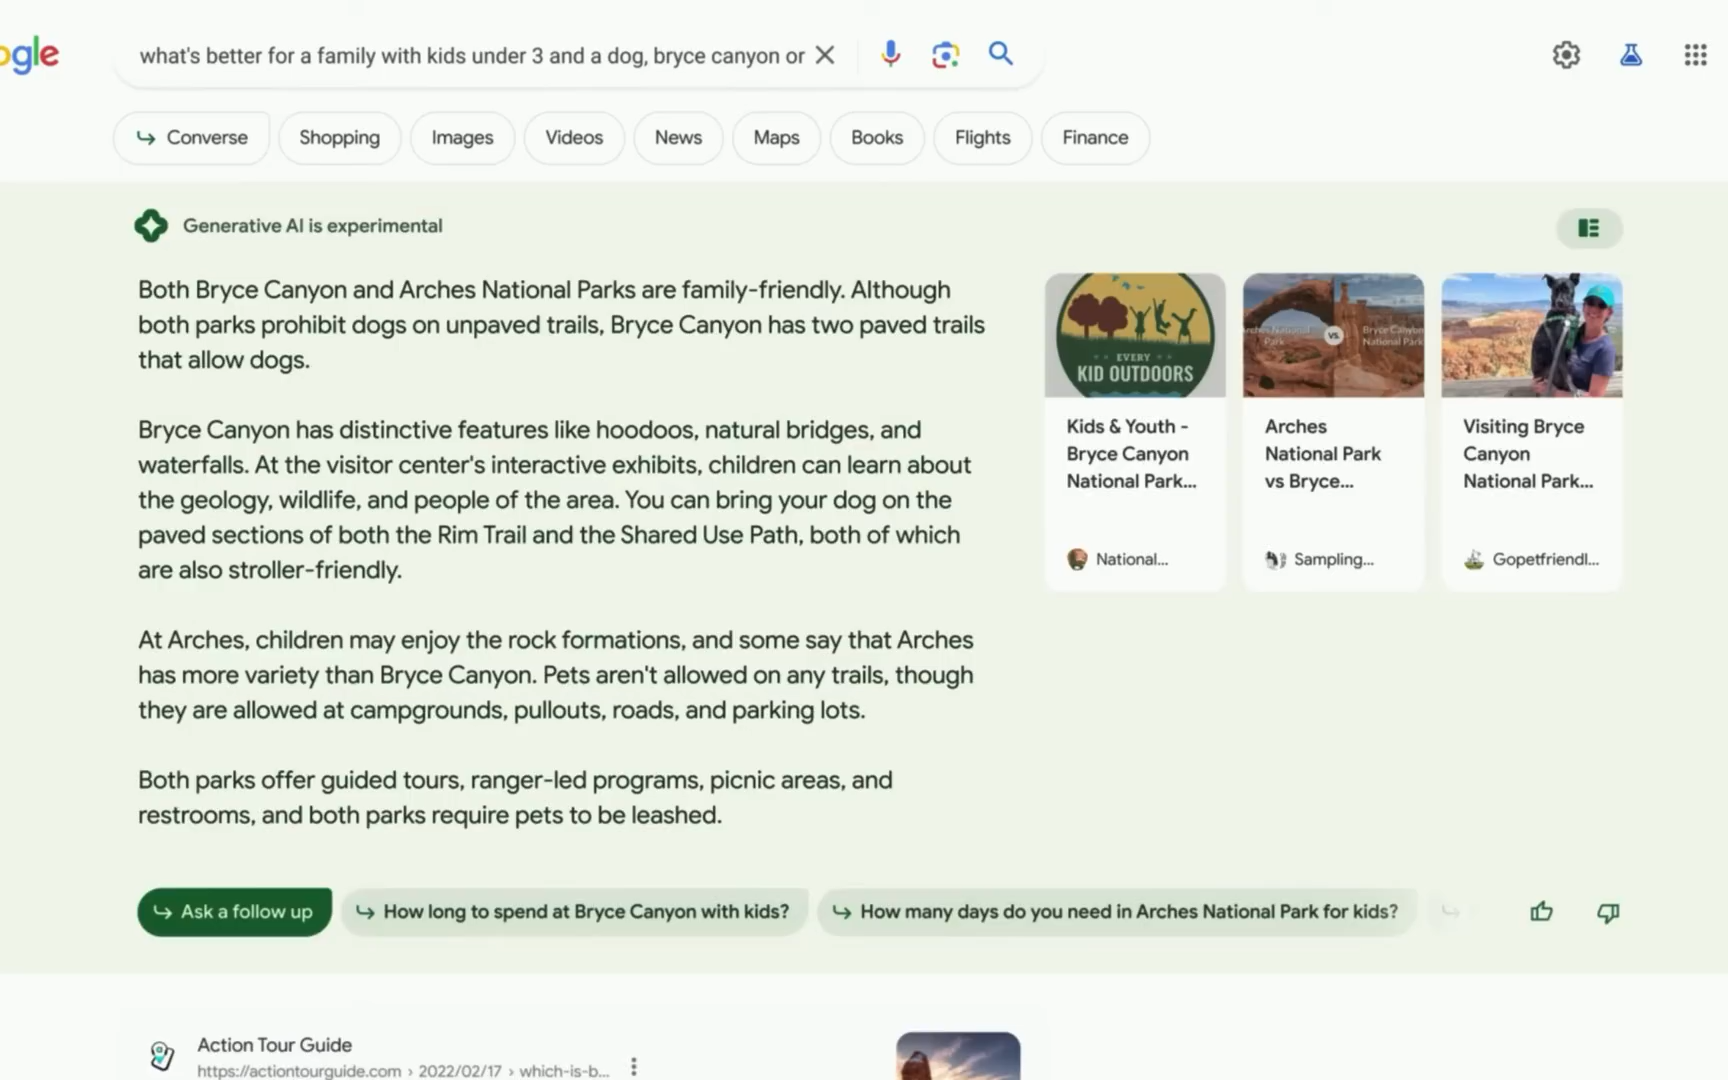 ogle
what's better for a family with kids under 3 and a dog, bryce canyon or
Converse
Shopping
Images
Videos
News
Maps
Books
Flights
Finance
Generative AI is experimental
Both Bryce Canyon and Arches National Parks are family-friendly. Although
both parks prohibit dogs on unpaved trails, Bryce Canyon has two paved trails
that allow dogs.
Bryce Canyon has distinctive features like hoodoos, natural bridges, and
waterfalls. At the visitor center's interactive exhibits, children can learn about
the geology, wildlife, and people of the area. You can bring your dog on the
paved sections of both the Rim Trail and the Shared Use Path, both of which
are also stroller-friendly.
At Arches, children may enjoy the rock formations, and some say that Arches
has more variety than Bryce Canyon. Pets aren't allowed on any trails, though
they are allowed at campgrounds, pullouts, roads, and parking lots.
Both parks offer guided tours, ranger-led programs, picnic areas, and
restrooms, and both parks require pets to be leashed.
EVERY
KID OUTDOORS
Kids & Youth -
Bryce Canyon
National Park...
National...
Arches National
Park
VS
Bryce Canyon
National Park
Arches
National Park
vs Bryce...
Sampling...
Visiting Bryce
Canyon
National Park...
Gopetfriendl...
Ask a follow up
How long to spend at Bryce Canyon with kids?
How many days do you need in Arches National Park for kids?
Action Tour Guide
https://actiontourguide.com › 2022/02/17 › which-is-b...